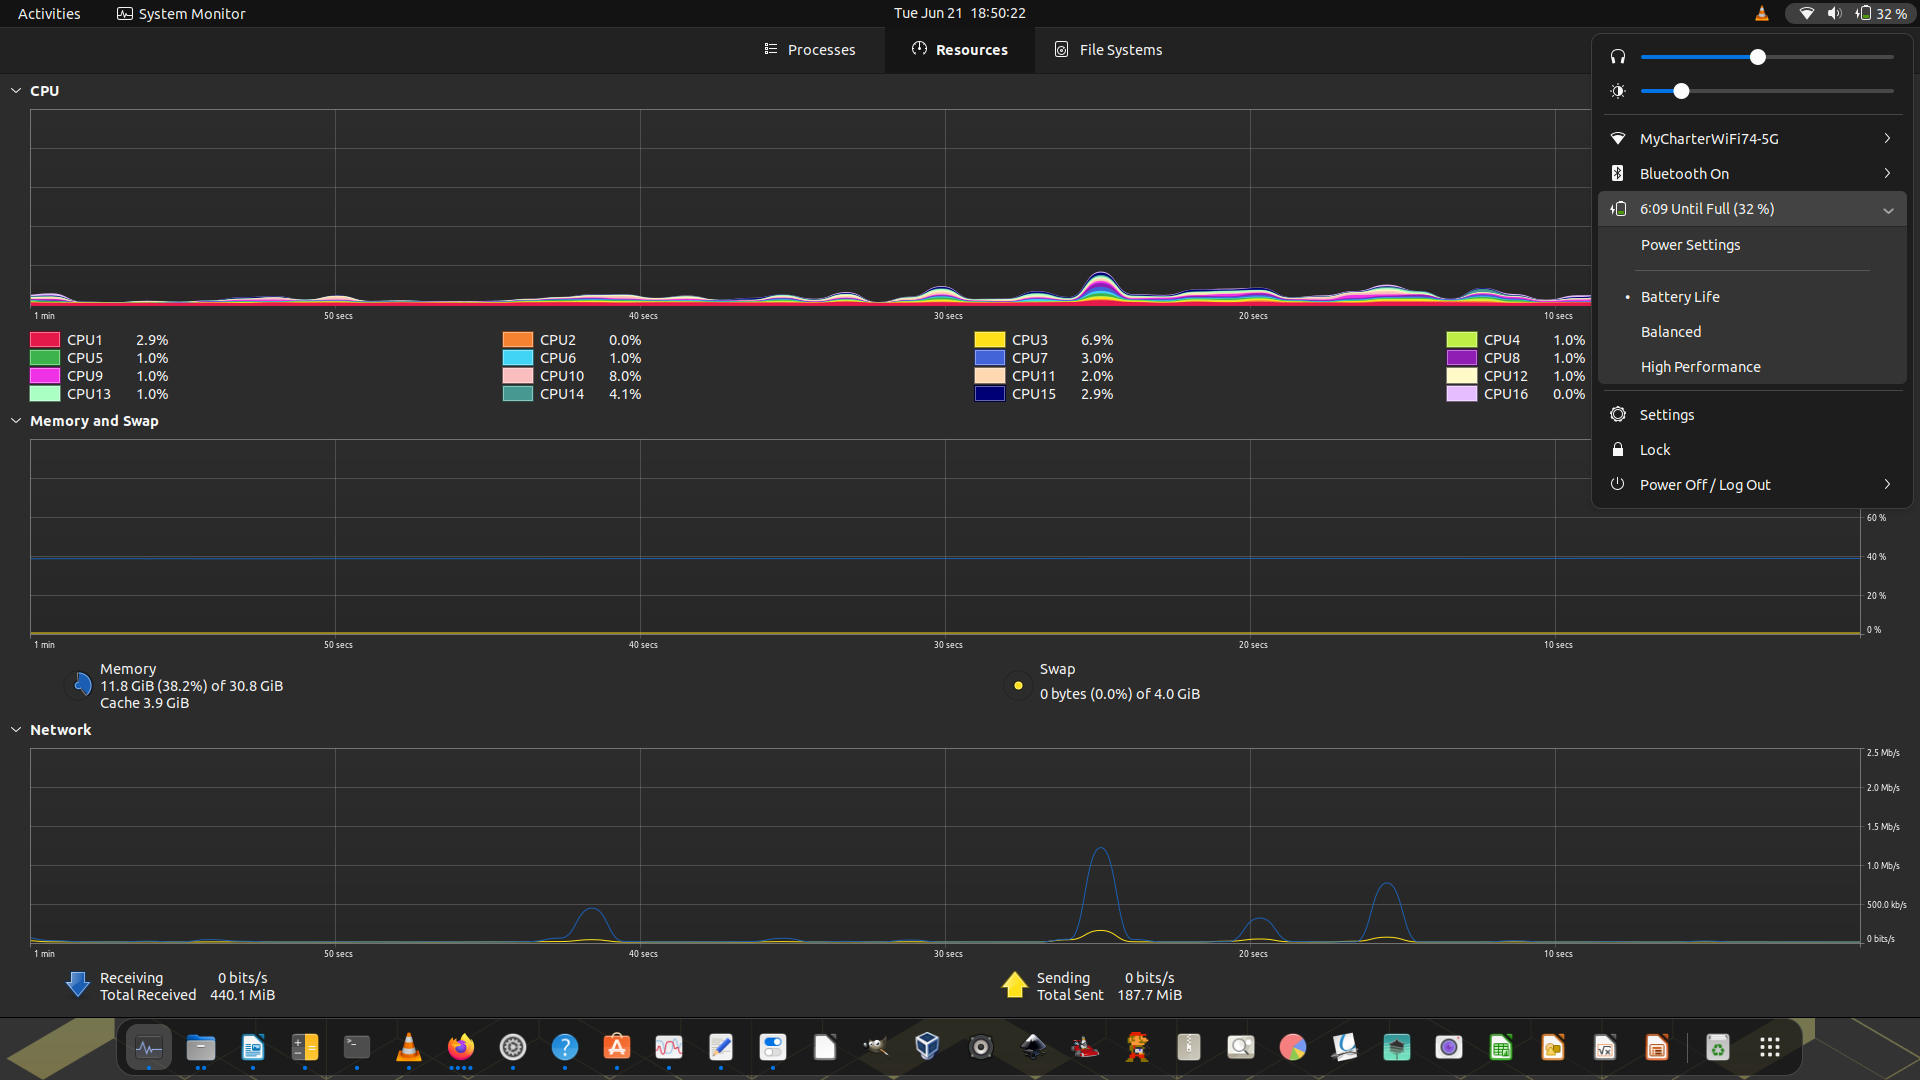 Activities
System Monitor
Tue Jun 21 18:50:22
32 %
Processes
Resources
File Systems
CPU
1 min 50 secs 40 secs 30 secs 20 secs 10 secs
CPU1 2.9% CPU2 0.0% CPU3 6.9% CPU4 1.0%
CPU5 1.0% CPU6 1.0% CPU7 3.0% CPU8 1.0%
CPU9 1.0% CPU10 8.0% CPU11 2.0% CPU12 1.0%
CPU13 1.0% CPU14 4.1% CPU15 2.9% CPU16 0.0%
MyCharterWiFi74-5G
Bluetooth On
6:09 Until Full (32 %)
Power Settings
• Battery Life
Balanced
High Performance
Settings
Lock
Power Off / Log Out
Memory and Swap
60 %
40 %
20 %
0 %
1 min 50 secs 40 secs 30 secs 20 secs 10 secs
Memory
11.8 GiB (38.2%) of 30.8 GiB
Cache 3.9 GiB
Swap
0 bytes (0.0%) of 4.0 GiB
Network
2.5 Mb/s
2.0 Mb/s
1.5 Mb/s
1.0 Mb/s
500.0 kb/s
0 bits/s
1 min 50 secs 40 secs 30 secs 20 secs 10 secs
Receiving 0 bits/s
Total Received 440.1 MiB
Sending 0 bits/s
Total Sent 187.7 MiB